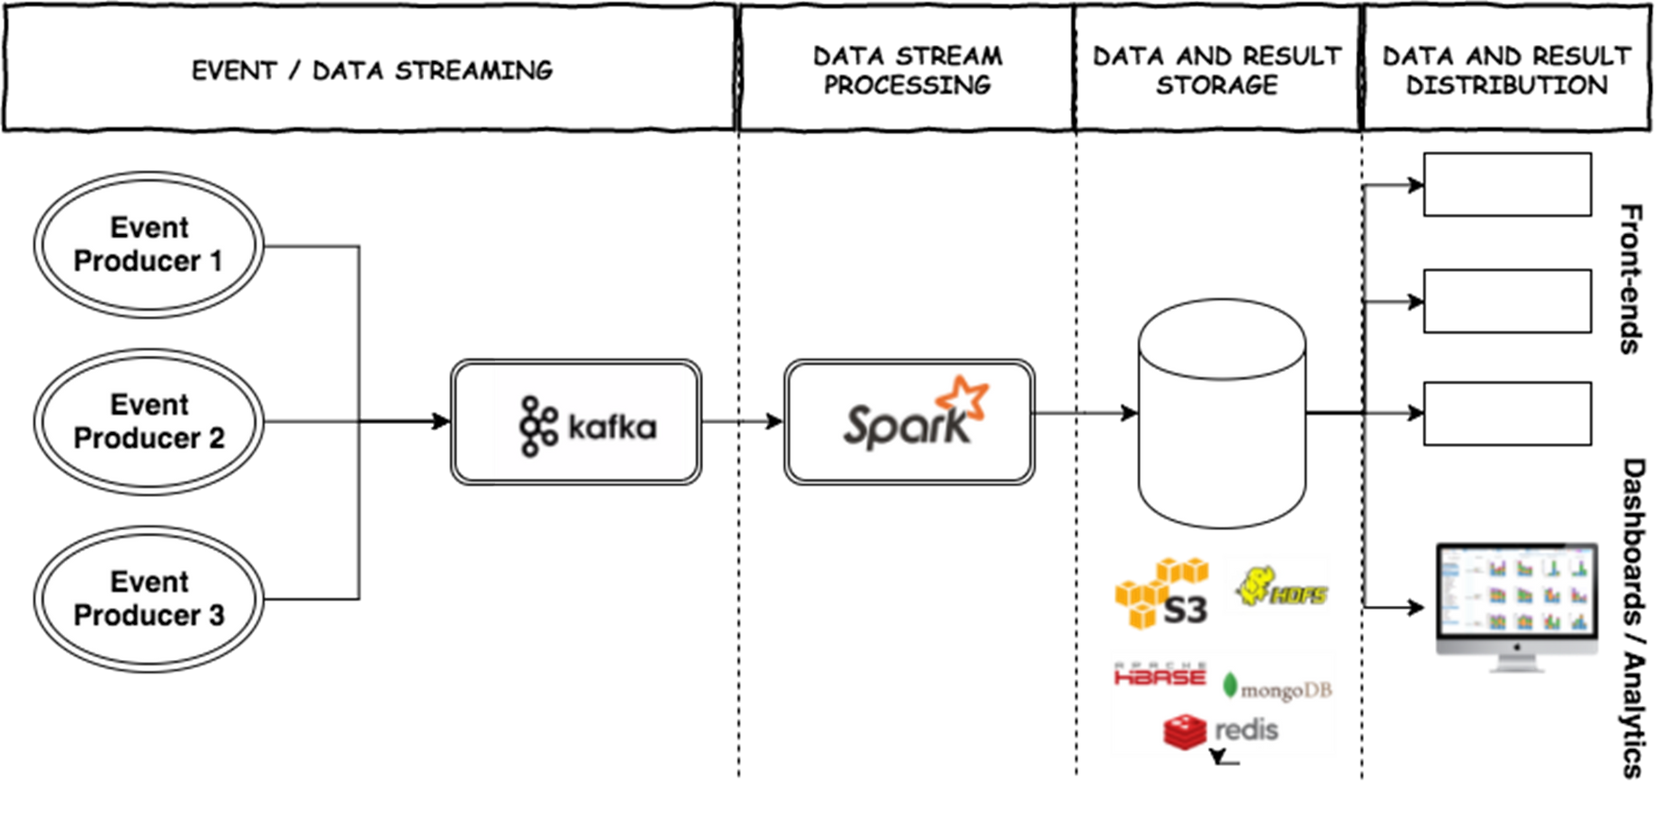 EVENT / DATA STREAMING
DATA STREAM
PROCESSING
DATA AND RESULT
STORAGE
DATA AND RESULT
DISTRIBUTION
Event
Producer 1
Event
Producer 2
Event
Producer 3
kafka
Spark
S3
HDFS
APACHE
HBASE
mongoDB
redis
Front-ends
Dashboards / Analytics